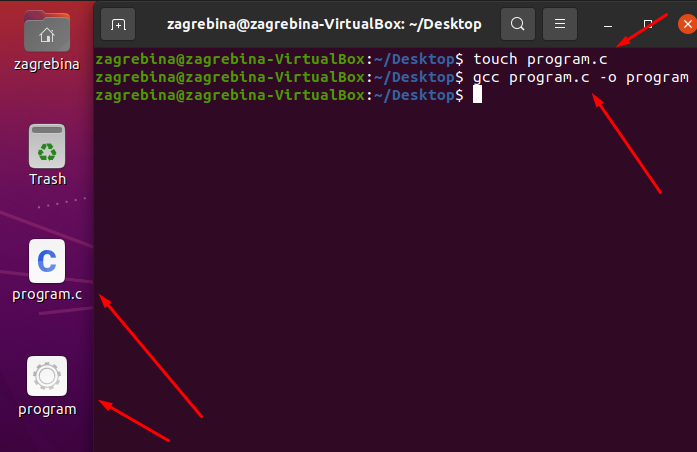 zagrebina@zagrebina-VirtualBox: ~/Desktop
zagrebina@zagrebina-VirtualBox:~/Desktop$ touch program.c
zagrebina@zagrebina-VirtualBox:~/Desktop$ gcc program.c -o program
zagrebina@zagrebina-VirtualBox:~/Desktop$
zagrebina
Trash
C
program.c
program